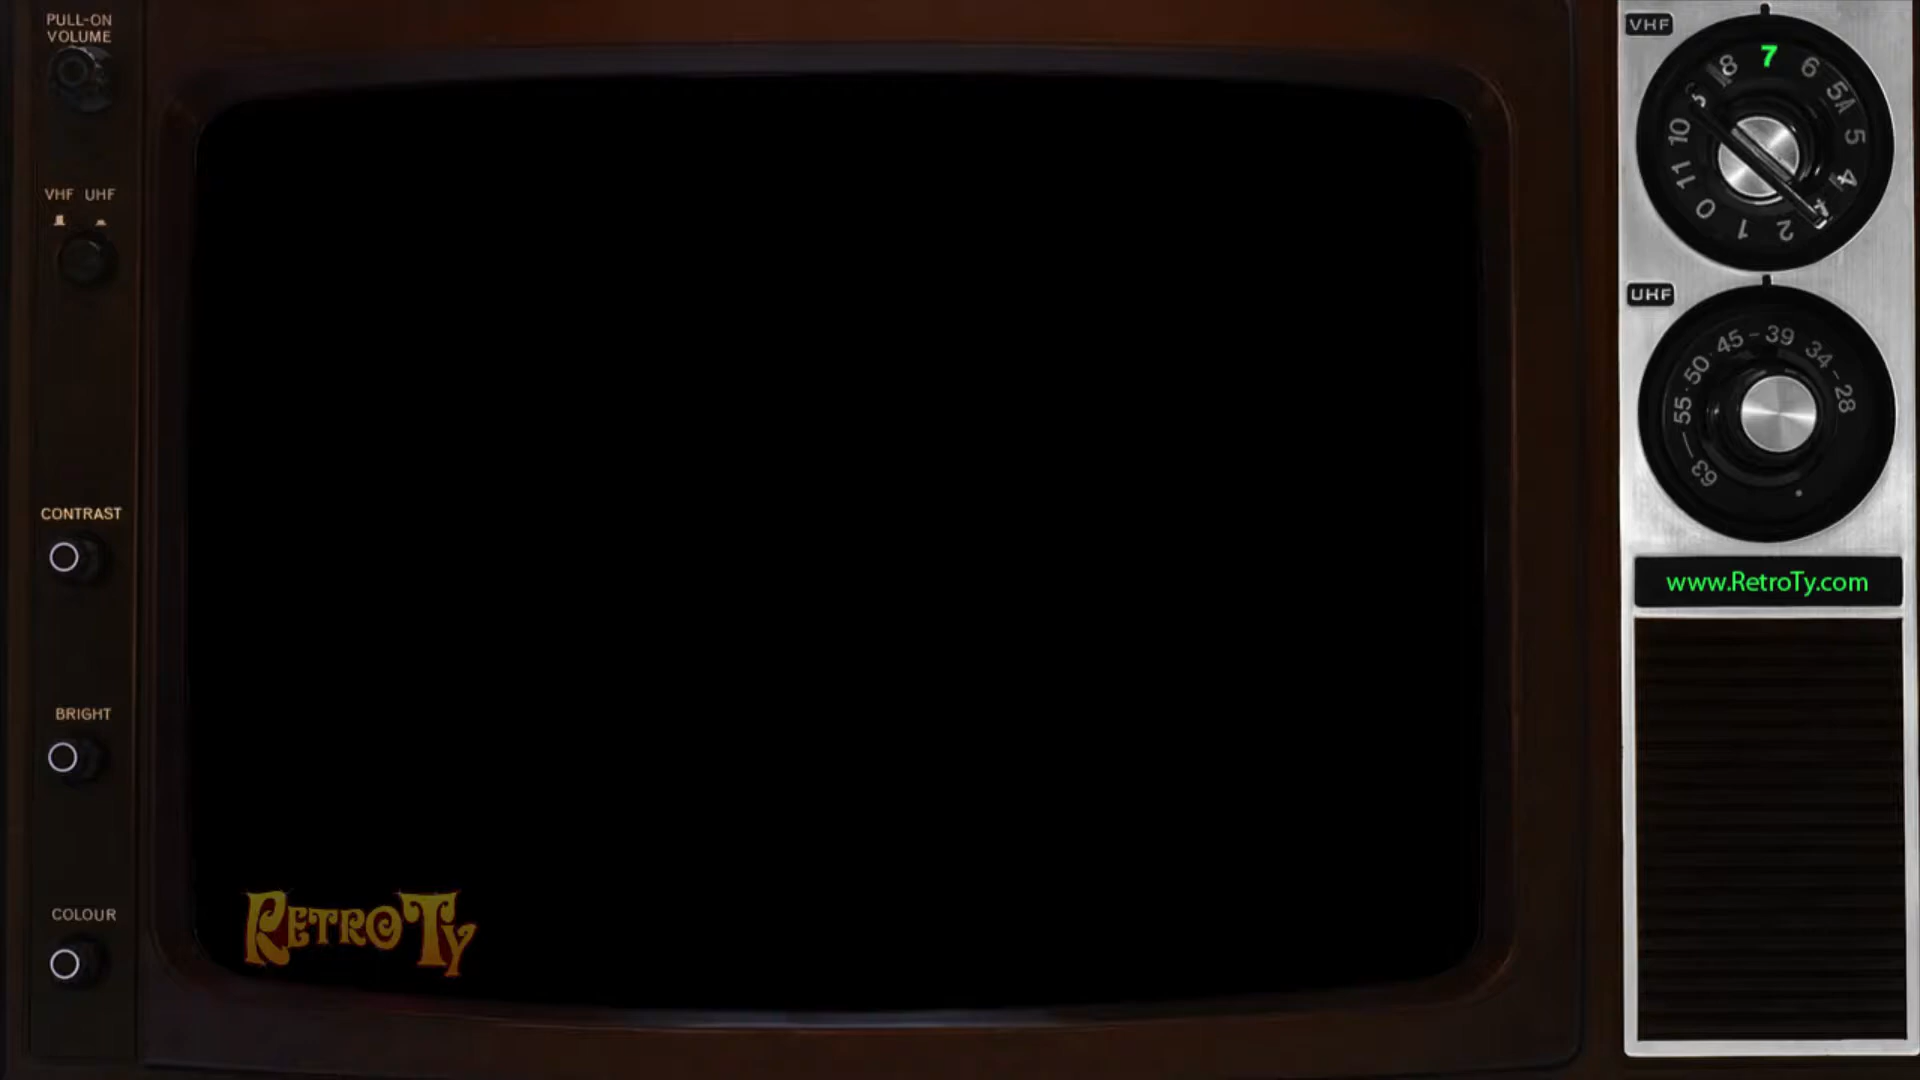 PULL-ON
VOLUME
VHF UHF
CONTRAST
BRIGHT
COLOUR
RETROTY
VHF
7 6 5A 5 4 2 1 0 11 10 8
UHF
63 55 50 45 39 34 28
www.RetroTy.com